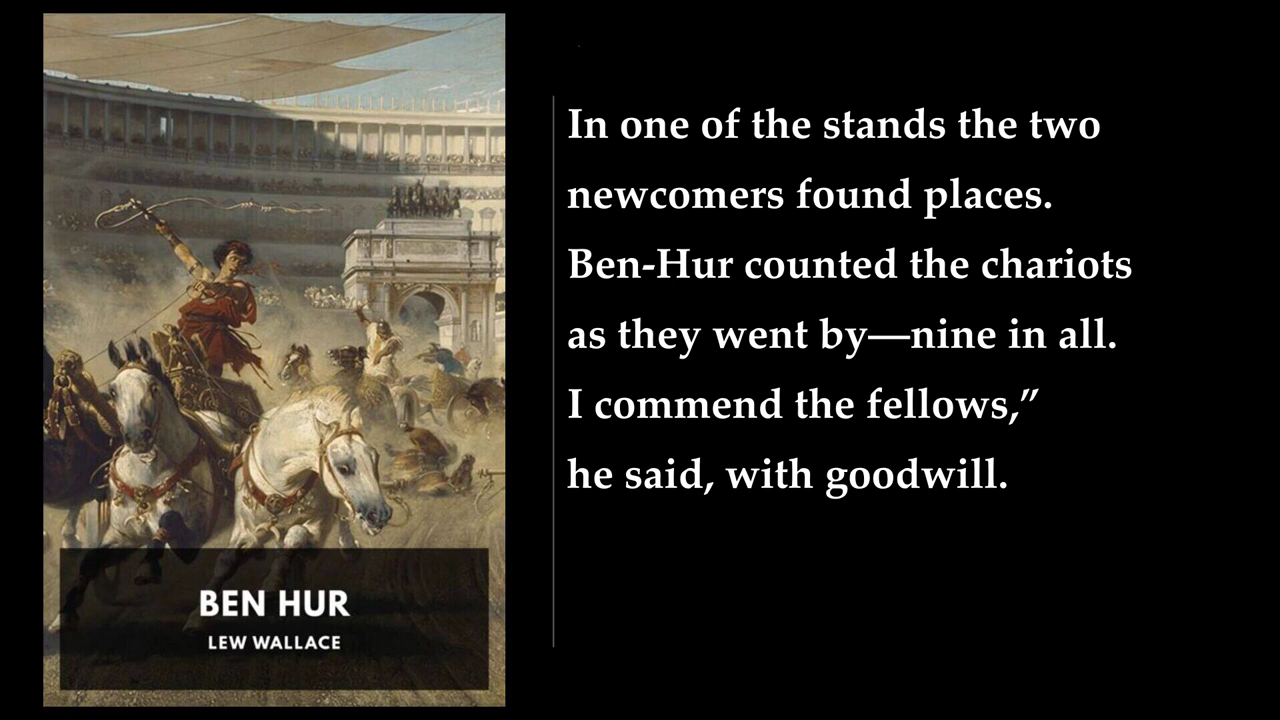 In one of the stands the two
newcomers found places.
Ben-Hur counted the chariots
as they went by—nine in all.
I commend the fellows,”
he said, with goodwill.
BEN HUR
LEW WALLACE